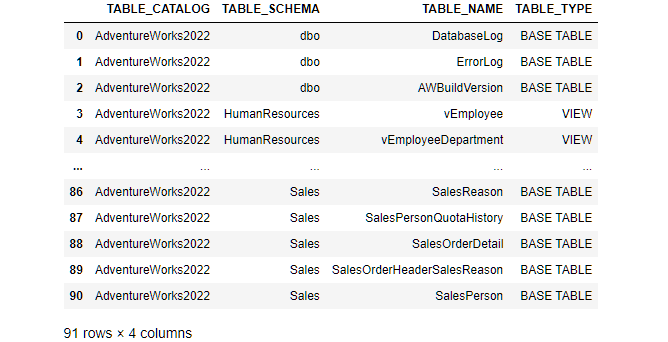 TABLE_CATALOG TABLE_SCHEMA TABLE_NAME TABLE_TYPE
0 AdventureWorks2022 dbo DatabaseLog BASE TABLE
1 AdventureWorks2022 dbo ErrorLog BASE TABLE
2 AdventureWorks2022 dbo AWBuildVersion BASE TABLE
3 AdventureWorks2022 HumanResources vEmployee VIEW
4 AdventureWorks2022 HumanResources vEmployeeDepartment VIEW
... ... ... ... ...
86 AdventureWorks2022 Sales SalesReason BASE TABLE
87 AdventureWorks2022 Sales SalesPersonQuotaHistory BASE TABLE
88 AdventureWorks2022 Sales SalesOrderDetail BASE TABLE
89 AdventureWorks2022 Sales SalesOrderHeaderSalesReason BASE TABLE
90 AdventureWorks2022 Sales SalesPerson BASE TABLE
91 rows × 4 columns